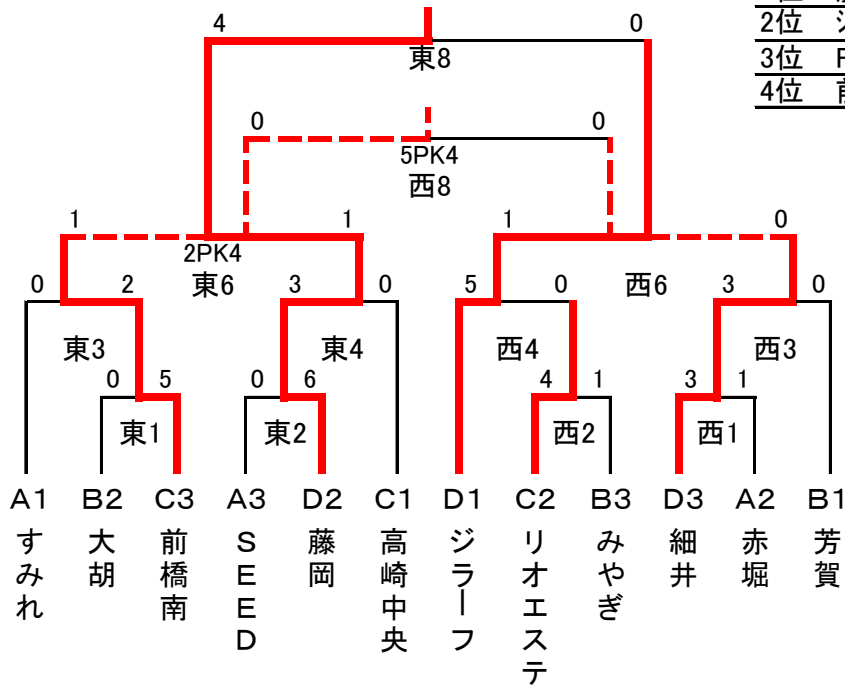 4
0
東8
2位
3位
4位
0
0
5PK4
西8
1
1
1
0
2PK4
東6
西6
0
2
3
0
5
0
3
0
東3
東4
西4
西3
0
5
0
6
4
1
3
1
東1
東2
西2
西1
A1 B2 C3 A3 D2 C1 D1 C2 B3 D3 A2 B1
すみれ
大胡
前橋南
SEED
藤岡
高崎中央
ジラーフ
リオエステ
みやぎ
細井
赤堀
芳賀